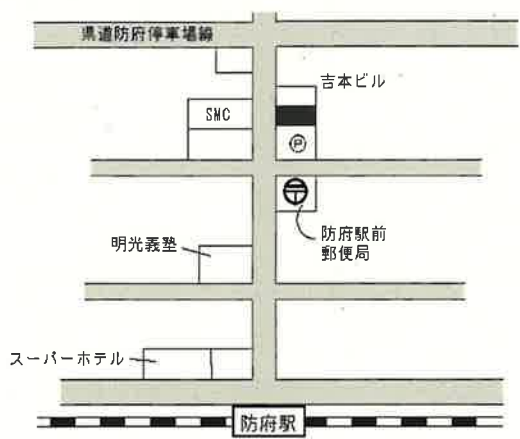 県道防府停車場線
吉本ビル
SMC
P
防府駅前
郵便局
明光義塾
スーパーホテル
防府駅